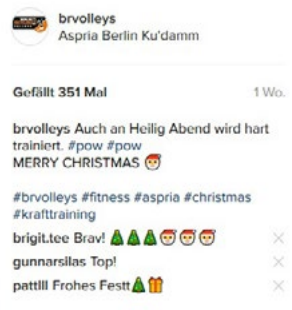 brvolleys
Aspria Berlin Ku'damm
Gefällt 351 Mal 1 Wo.
brvolleys Auch an Heilig Abend wird hart
trainiert. #pow #pow
MERRY CHRISTMAS 🎅
#brvolleys #fitness #aspria #christmas
#krafttraining
brigit.tee Brav! 🎄🎄🎄🎅🎅🎅
gunnarsilas Top!
pattlll Frohes Festt🎄🎁